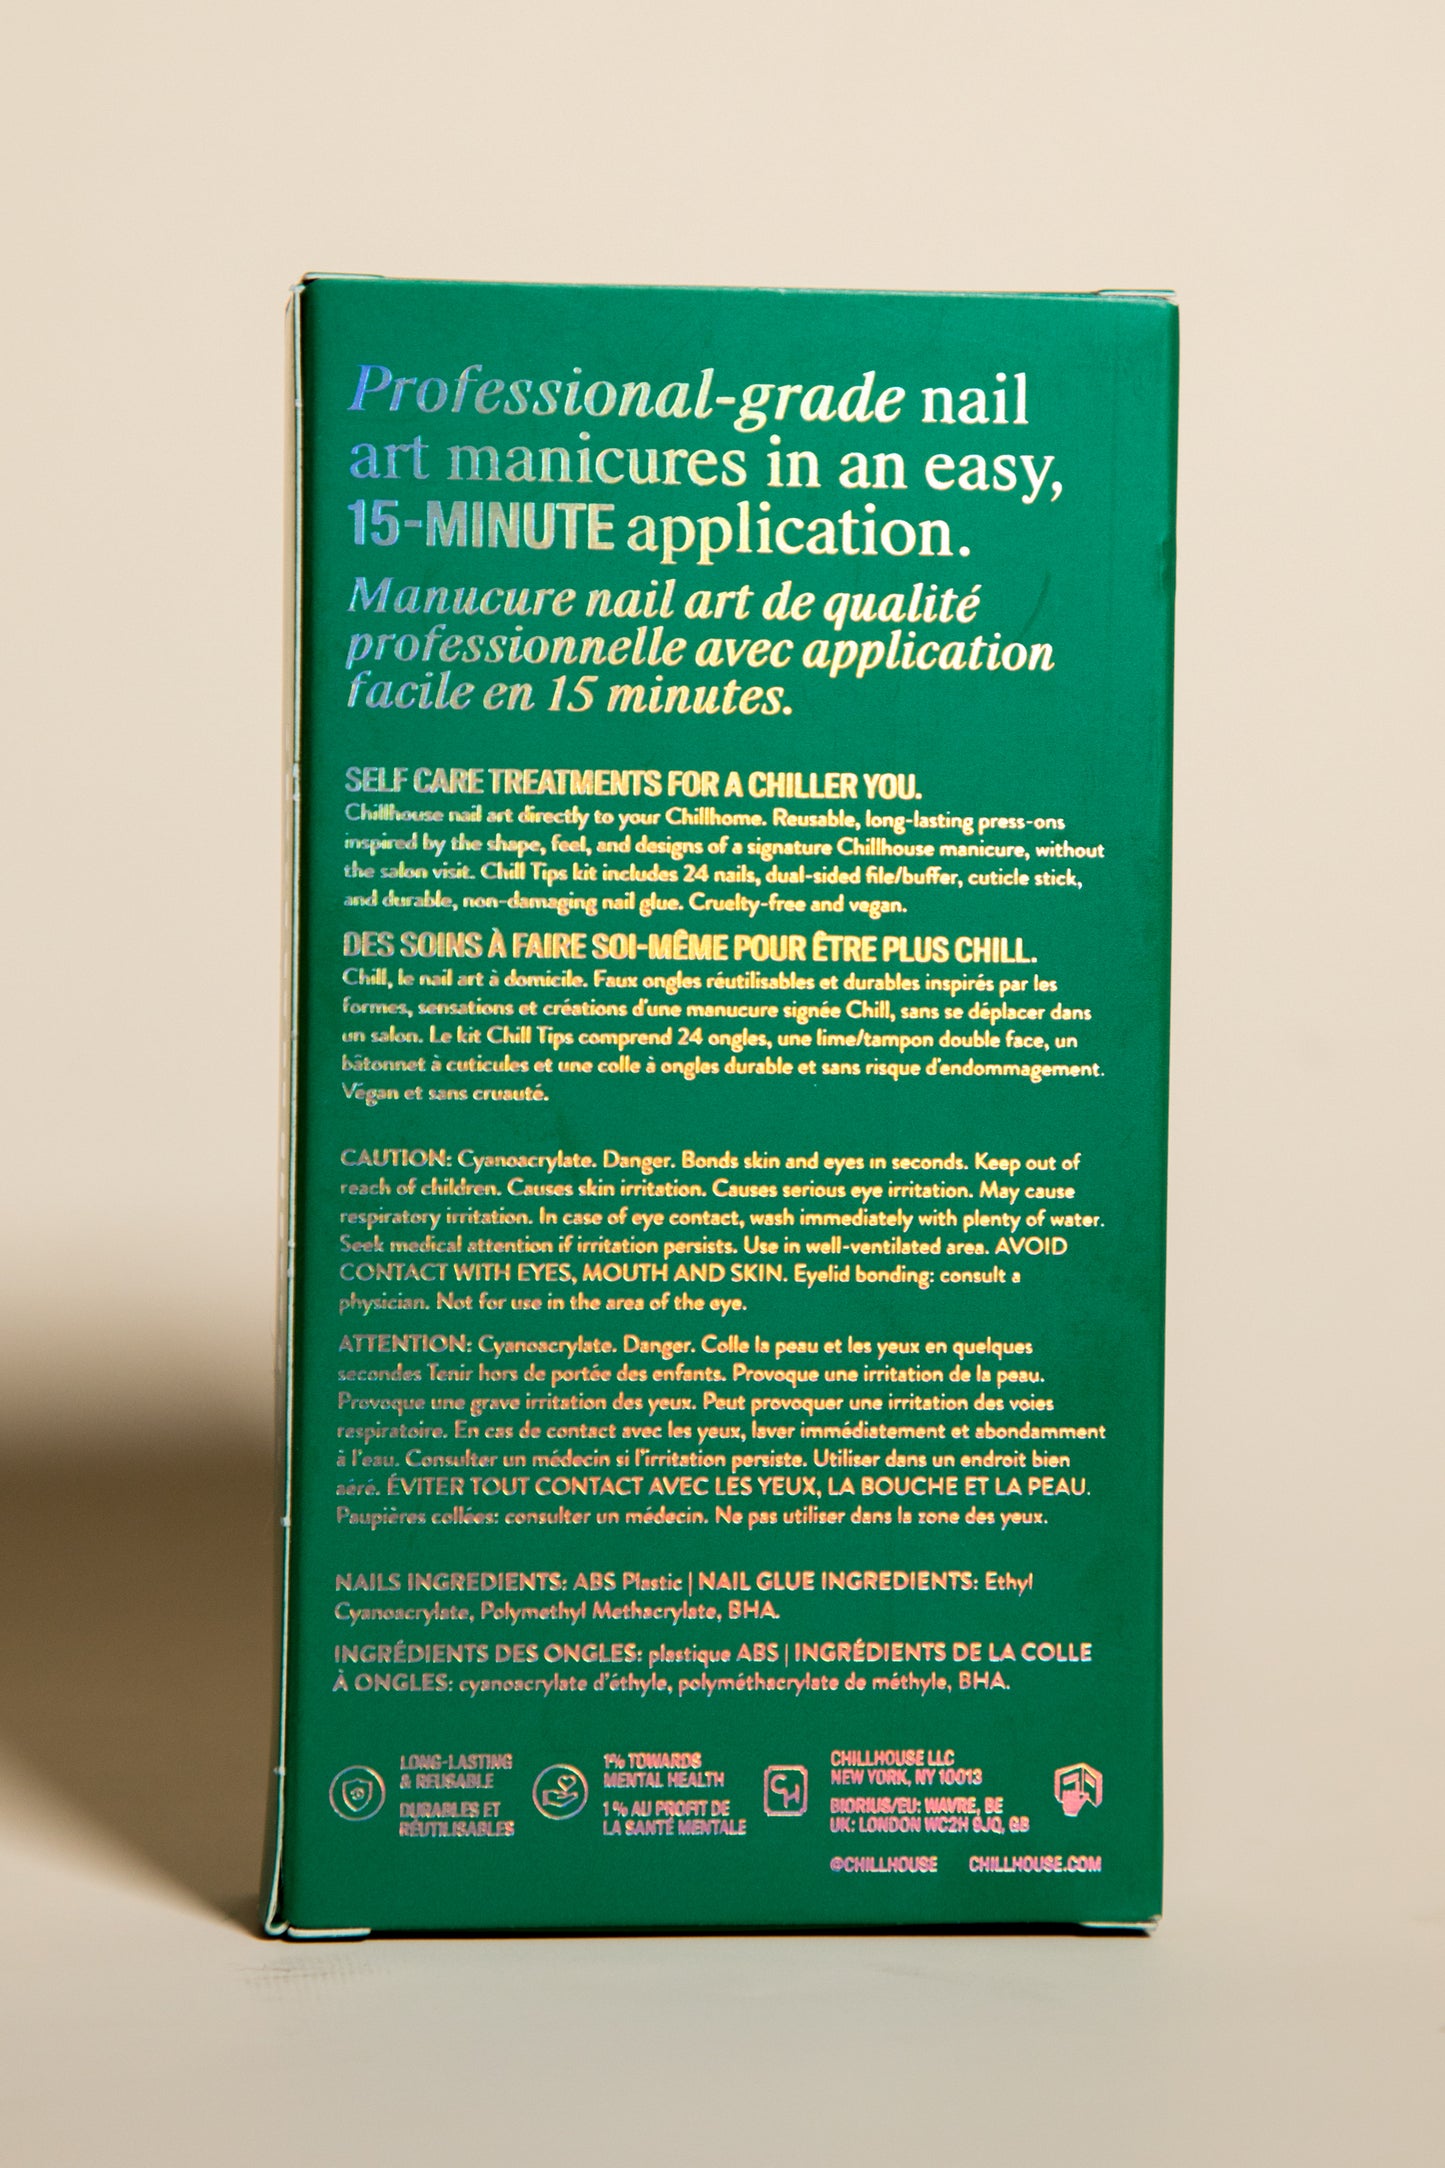 Professional-grade nail
art manicures in an easy,
15-MINUTE application.
Manucure nail art de qualité
professionnelle avec application
facile en 15 minutes.
SELF CARE TREATMENTS FOR A CHILLER YOU.
Chillhouse nail art directly to your Chillhome. Reusable, long-lasting press-ons
inspired by the shape, feel, and designs of a signature Chillhouse manicure, without
the salon visit. Chill Tips kit includes 24 nails, dual-sided file/buffer, cuticle stick,
and durable, non-damaging nail glue. Cruelty-free and vegan.
DES SOINS À FAIRE SOI-MÊME POUR ÊTRE PLUS CHILL.
Chill, le nail art à domicile. Faux ongles réutilisables et durables inspirés par les
formes, sensations et créations d'une manucure signée Chill, sans se déplacer dans
un salon. Le kit Chill Tips comprend 24 ongles, une lime/tampon double face, un
bâtonnet à cuticules et une colle à ongles durable et sans risque d'endommagement.
Végan et sans cruauté.
CAUTION: Cyanoacrylate. Danger. Bonds skin and eyes in seconds. Keep out of
reach of children. Causes skin irritation. Causes serious eye irritation. May cause
respiratory irritation. In case of eye contact, wash immediately with plenty of water.
Seek medical attention if irritation persists. Use in well-ventilated area. AVOID
CONTACT WITH EYES, MOUTH AND SKIN. Eyelid bonding: consult a
physician. Not for use in the area of the eye.
ATTENTION: Cyanoacrylate. Danger. Colle la peau et les yeux en quelques
secondes Tenir hors de portée des enfants. Provoque une irritation de la peau.
Provoque une grave irritation des yeux. Peut provoquer une irritation des voies
respiratoire. En cas de contact avec les yeux, laver immédiatement et abondamment
à l'eau. Consulter un médecin si l'irritation persiste. Utiliser dans un endroit bien
aéré. ÉVITER TOUT CONTACT AVEC LES YEUX, LA BOUCHE ET LA PEAU.
Paupières collées: consulter un médecin. Ne pas utiliser dans la zone des yeux.
NAILS INGREDIENTS: ABS Plastic | NAIL GLUE INGREDIENTS: Ethyl
Cyanoacrylate, Polymethyl Methacrylate, BHA.
INGRÉDIENTS DES ONGLES: plastique ABS | INGRÉDIENTS DE LA COLLE
À ONGLES: cyanoacrylate d'éthyle, polyméthacrylate de méthyle, BHA.
LONG-LASTING
& REUSABLE
DURABLES ET
RÉUTILISABLES
1% TOWARDS
MENTAL HEALTH
1 % AU PROFIT DE
LA SANTÉ MENTALE
CH
CHILLHOUSE LLC
NEW YORK, NY 10013
BIORIUS/EU: WAVRE, BE
UK: LONDON WC2H 9JQ, GB
@CHILLHOUSE CHILLHOUSE.COM